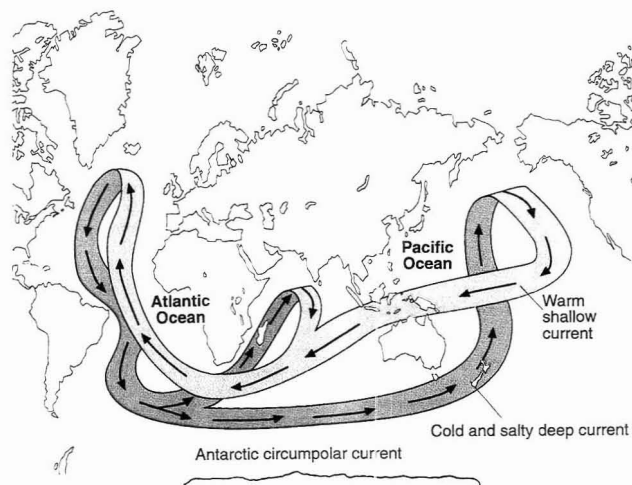 Pacific
Ocean
Atlantic
Ocean
Warm
shallow
current
Cold and salty deep current
Antarctic circumpolar current